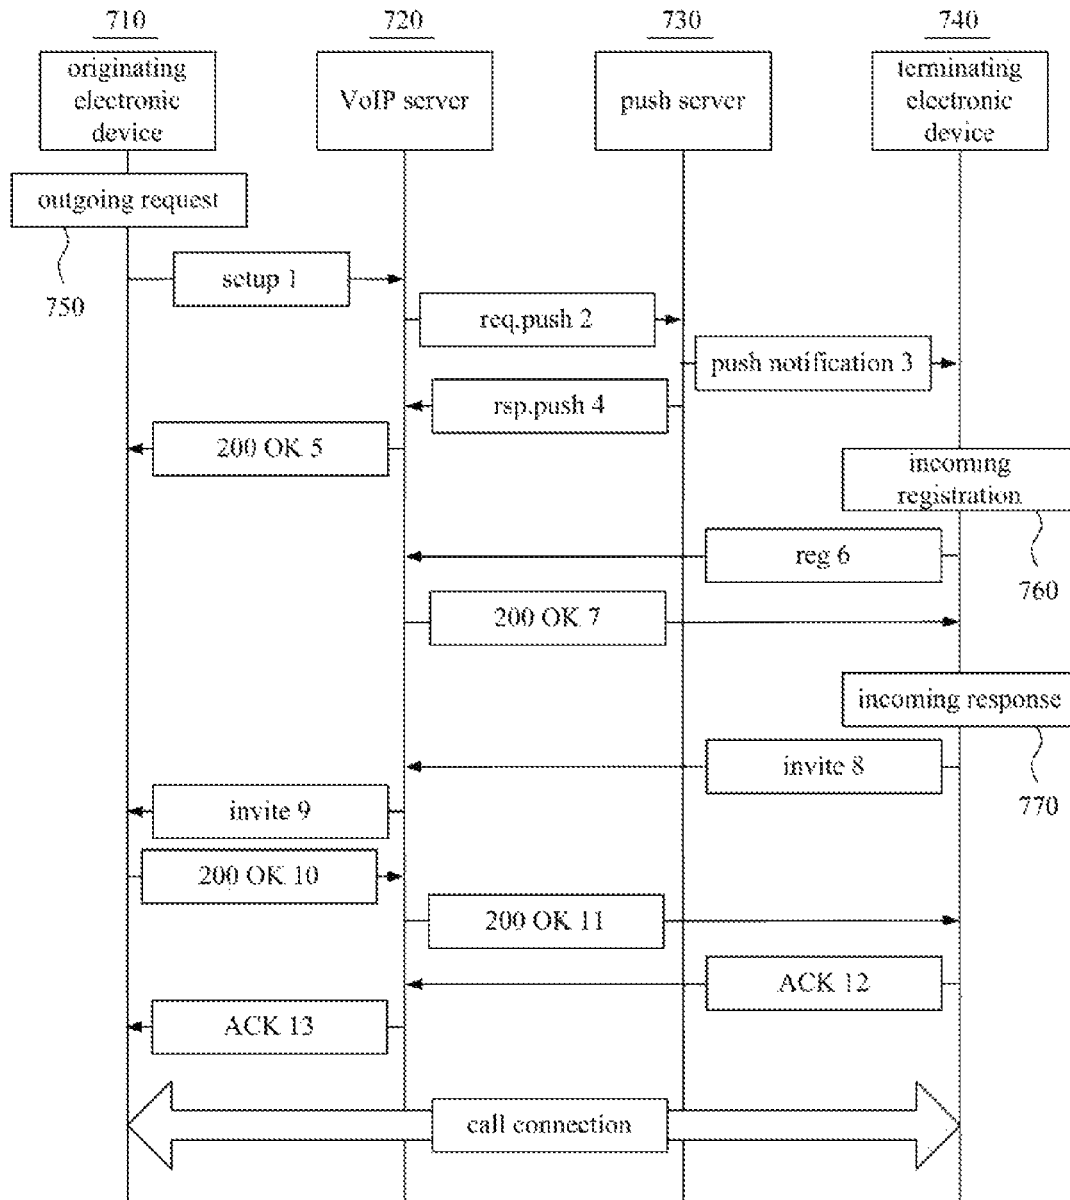 710
720
730
740
originating
electronic
device
VoIP server
push server
terminating
electronic
device
outgoing request
750
setup 1
req.push 2
push notification 3
rsp.push 4
200 OK 5
incoming
registration
760
reg 6
200 OK 7
incoming response
770
invite 8
invite 9
200 OK 10
200 OK 11
ACK 12
ACK 13
call connection